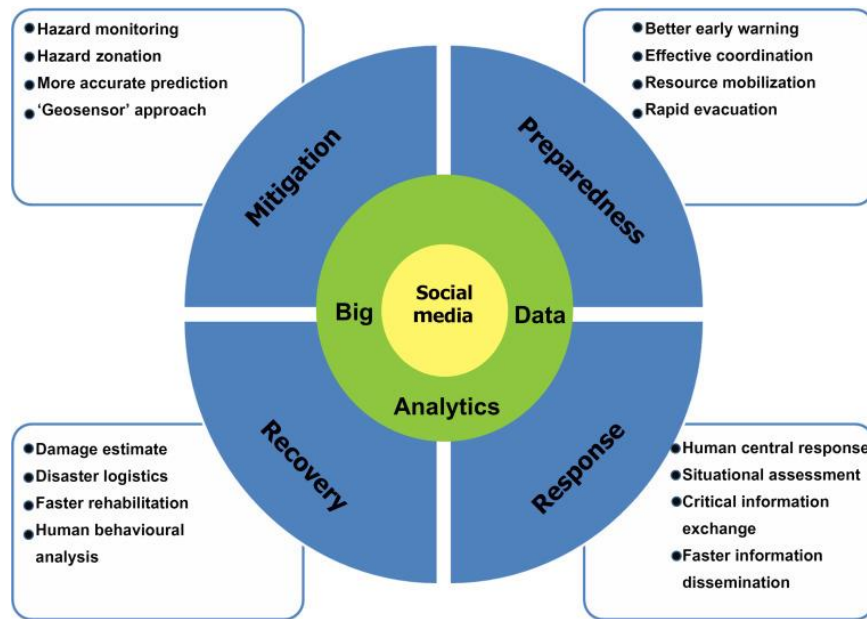 Hazard monitoring
Hazard zonation
More accurate prediction
‘Geosensor’ approach
Better early warning
Effective coordination
Resource mobilization
Rapid evacuation
Mitigation
Preparedness
Social
media
Big
Data
Analytics
Recovery
Response
Damage estimate
Disaster logistics
Faster rehabilitation
Human behavioural
analysis
Human central response
Situational assessment
Critical information
exchange
Faster information
dissemination